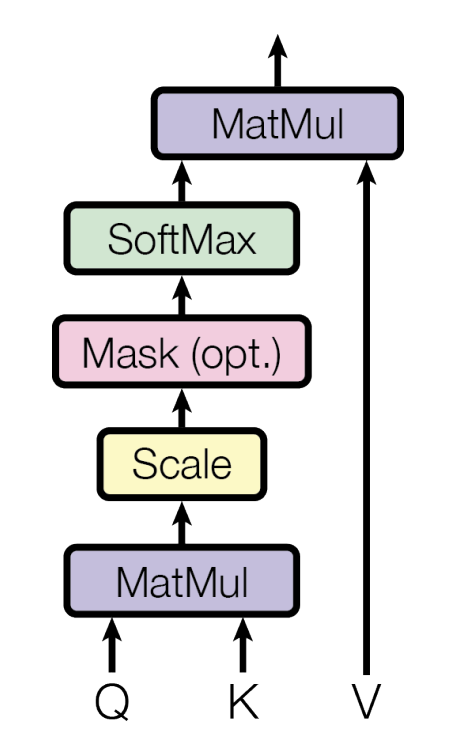 MatMul
SoftMax
Mask (opt.)
Scale
MatMul
Q K V